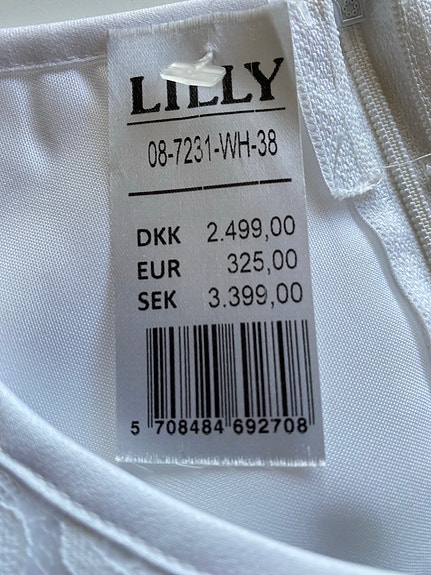 LILLY
08-7231-WH-38
DKK 2.499,00
EUR 325,00
SEK 3.399,00
5 708484 692708